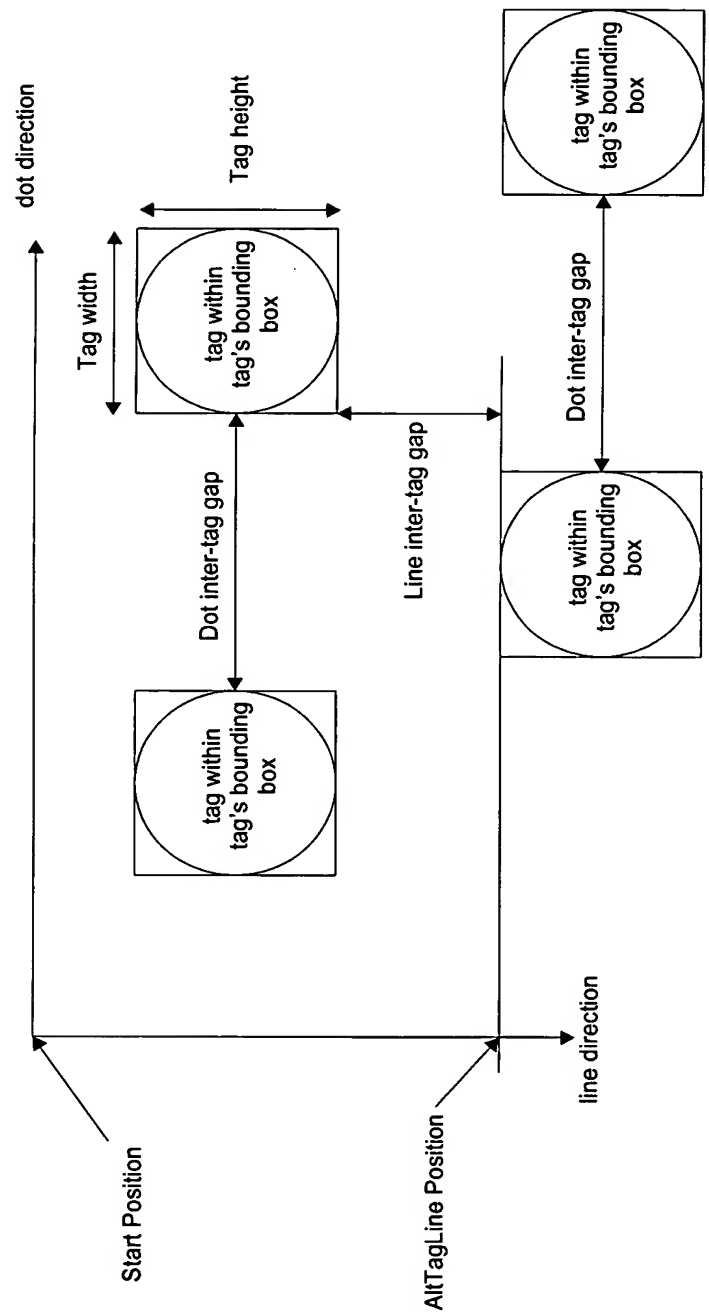 dot direction
Tag width
Tag height
tag within
tag's bounding
box
Dot inter-tag gap
tag within
tag's bounding
box
Line inter-tag gap
Start Position
AltTagLine Position
line direction
tag within
tag's bounding
box
Dot inter-tag gap
tag within
tag's bounding
box